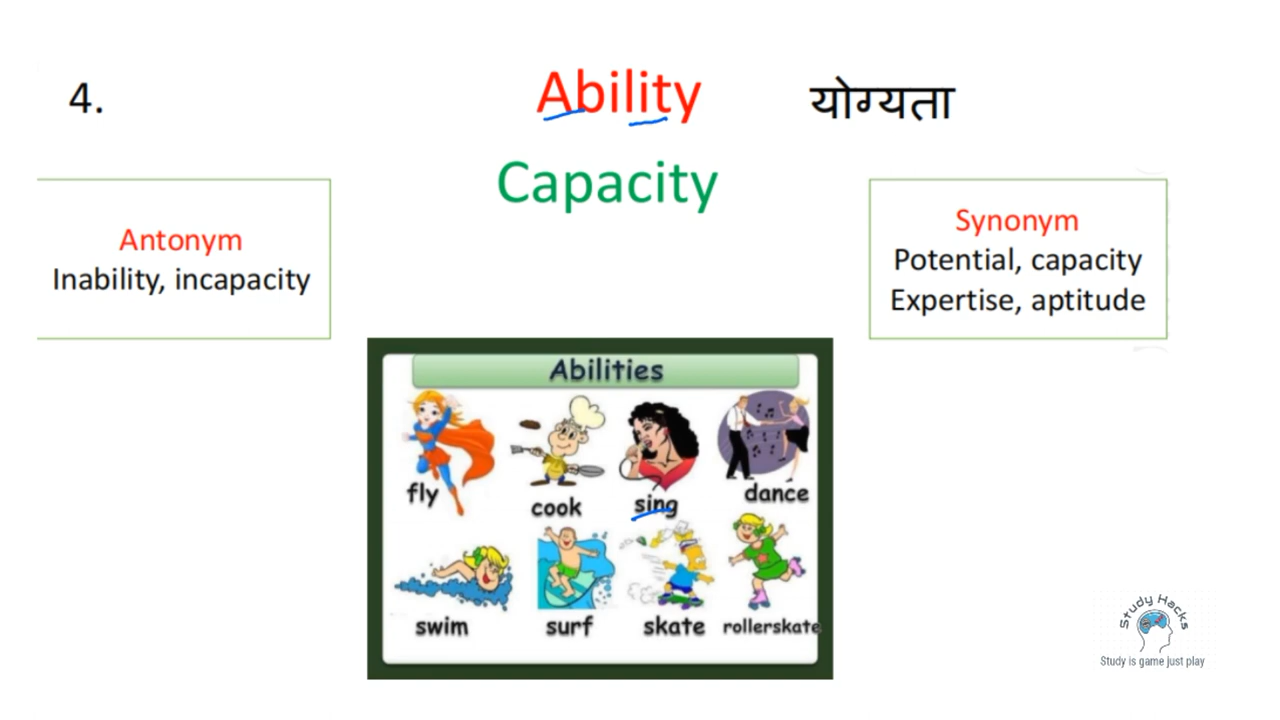 4.
Ability
योग्यता
Capacity
Antonym
Inability, incapacity
Synonym
Potential, capacity
Expertise, aptitude
Abilities
fly
cook
sing
dance
swim
surf
skate
rollerskate
Study Hacks
Study is game just play